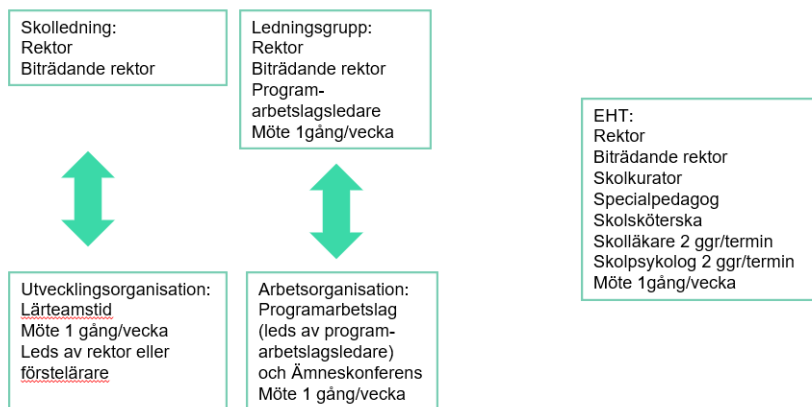 Skolledning:
Rektor
Biträdande rektor
Ledningsgrupp:
Rektor
Biträdande rektor
Program-
arbetslagsledare
Möte 1gång/vecka
EHT:
Rektor
Biträdande rektor
Skolkurator
Specialpedagog
Skolsköterska
Skolläkare 2 ggr/termin
Skolpsykolog 2 ggr/termin
Möte 1gång/vecka
Utvecklingsorganisation:
Lärteamstid
Möte 1 gång/vecka
Leds av rektor eller
förstelärare
Arbetsorganisation:
Programarbetslag
(leds av program-
arbetslagsledare)
och Ämneskonferens
Möte 1 gång/vecka